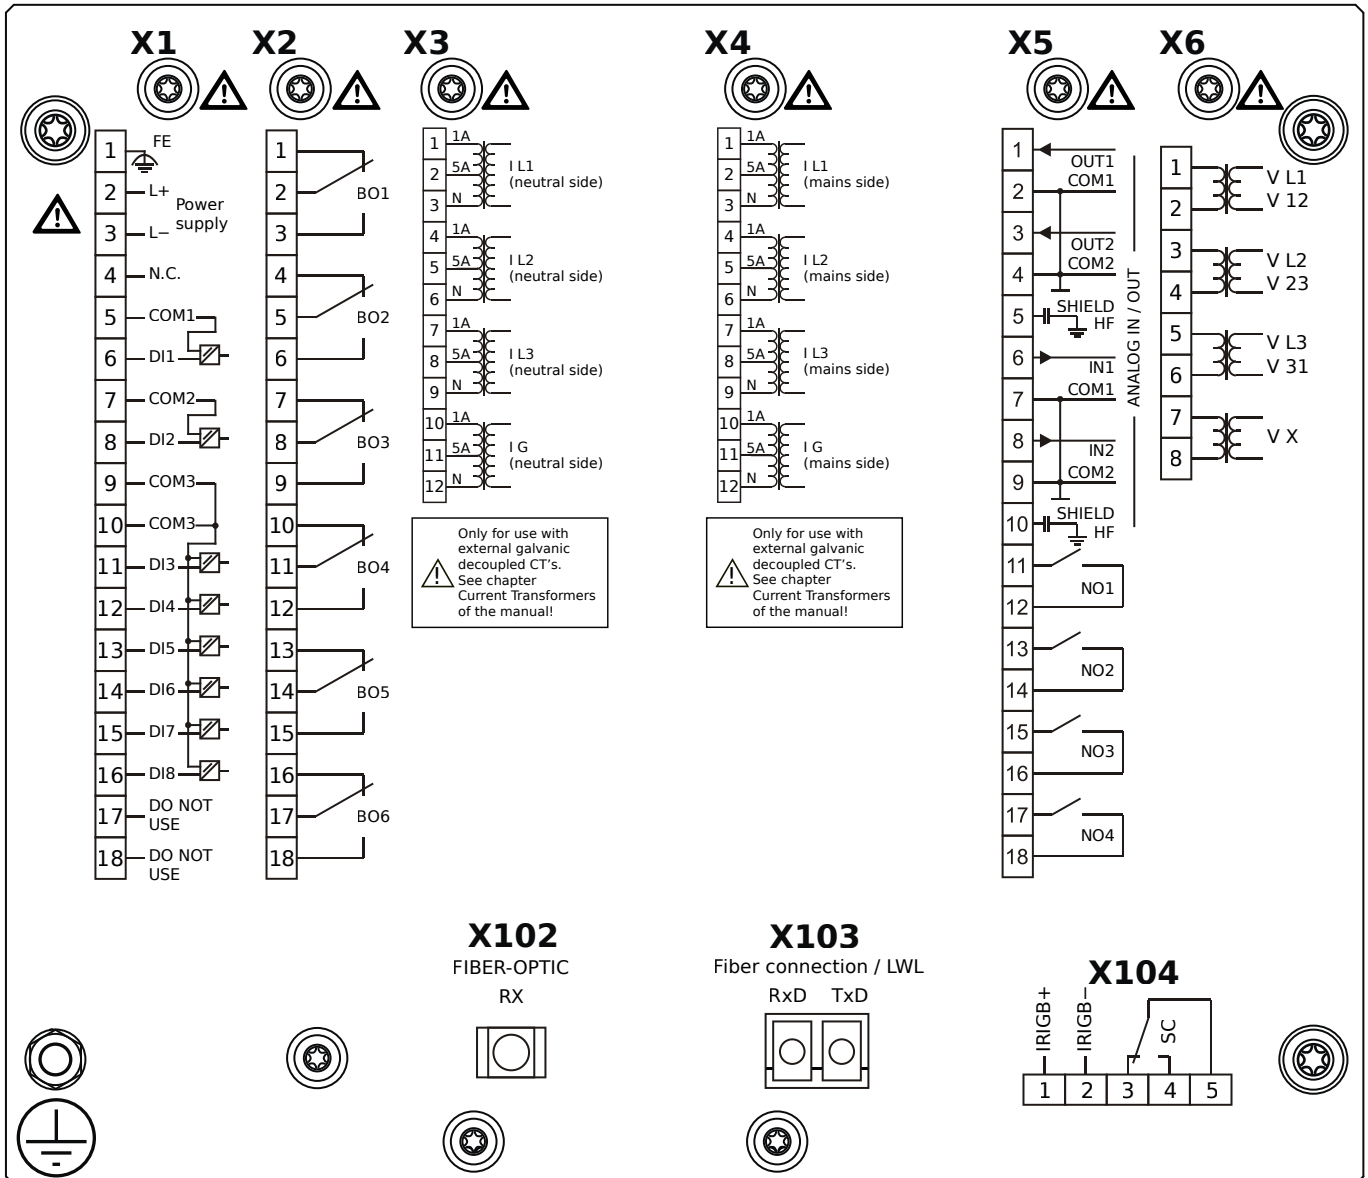 X1
X2
X3
X4
X5
X6
1
FE
2
L+
Power
supply
3
L−
4
N.C.
5
COM1
6
DI1
7
COM2
8
DI2
9
COM3
10
COM3
11
DI3
12
DI4
13
DI5
14
DI6
15
DI7
16
DI8
17
DO NOT
USE
18
DO NOT
USE
1
2
BO1
3
4
5
BO2
6
7
8
BO3
9
10
11
BO4
12
13
14
BO5
15
16
17
BO6
18
1
1A
2
5A
3
N
I L1
(neutral side)
4
1A
5
5A
6
N
I L2
(neutral side)
7
1A
8
5A
9
N
I L3
(neutral side)
10
1A
11
5A
12
N
I G
(neutral side)
Only for use with
external galvanic
decoupled CT's.
See chapter
Current Transformers
of the manual!
1
1A
2
5A
3
N
I L1
(mains side)
4
1A
5
5A
6
N
I L2
(mains side)
7
1A
8
5A
9
N
I L3
(mains side)
10
1A
11
5A
12
N
I G
(mains side)
Only for use with
external galvanic
decoupled CT's.
See chapter
Current Transformers
of the manual!
1
OUT1
2
COM1
3
OUT2
4
COM2
5
SHIELD
HF
6
IN1
7
COM1
8
IN2
9
COM2
10
SHIELD
HF
ANALOG IN / OUT
11
NO1
12
13
NO2
14
15
NO3
16
17
NO4
18
1
V L1
2
V 12
3
V L2
4
V 23
5
V L3
6
V 31
7
V X
8
X102
FIBER-OPTIC
RX
X103
Fiber connection / LWL
RxD TxD
X104
IRIGB+
IRIGB−
SC
1 2 3 4 5